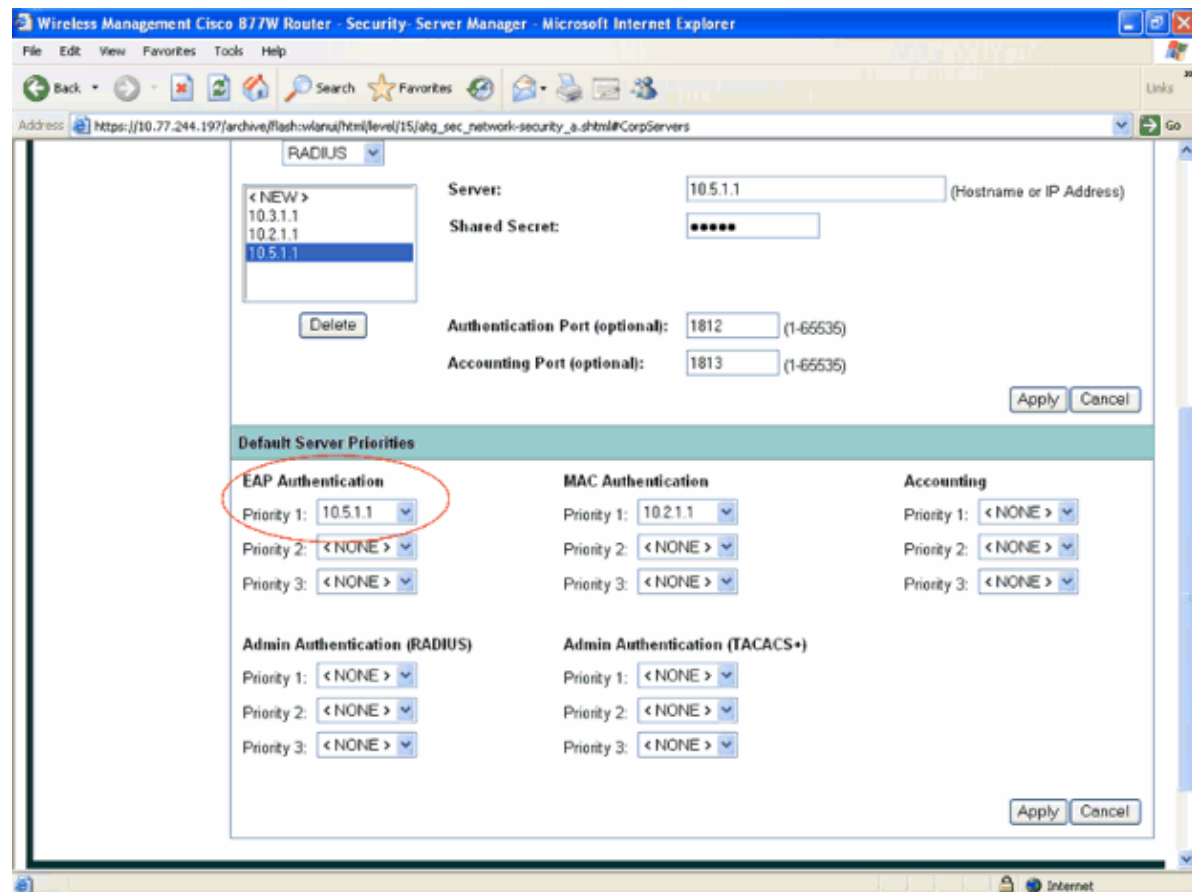 Wireless Management Cisco 877W Router - Security- Server Manager - Microsoft Internet Explorer
File Edit View Favorites Tools Help
Back Search Favorites Links
Address https://10.77.244.197/archive/flash:wlanui/html/level/15/atg_sec_network-security_a.shtml#CorpServers Go
RADIUS
< NEW >
10.3.1.1
10.2.1.1
10.5.1.1
Server: 10.5.1.1 (Hostname or IP Address)
Shared Secret: •••••
Delete
Authentication Port (optional): 1812 (1-65535)
Accounting Port (optional): 1813 (1-65535)
Apply Cancel
Default Server Priorities
EAP Authentication MAC Authentication Accounting
Priority 1: 10.5.1.1 Priority 1: 10.2.1.1 Priority 1: < NONE >
Priority 2: < NONE > Priority 2: < NONE > Priority 2: < NONE >
Priority 3: < NONE > Priority 3: < NONE > Priority 3: < NONE >
Admin Authentication (RADIUS) Admin Authentication (TACACS+)
Priority 1: < NONE > Priority 1: < NONE >
Priority 2: < NONE > Priority 2: < NONE >
Priority 3: < NONE > Priority 3: < NONE >
Apply Cancel
Internet